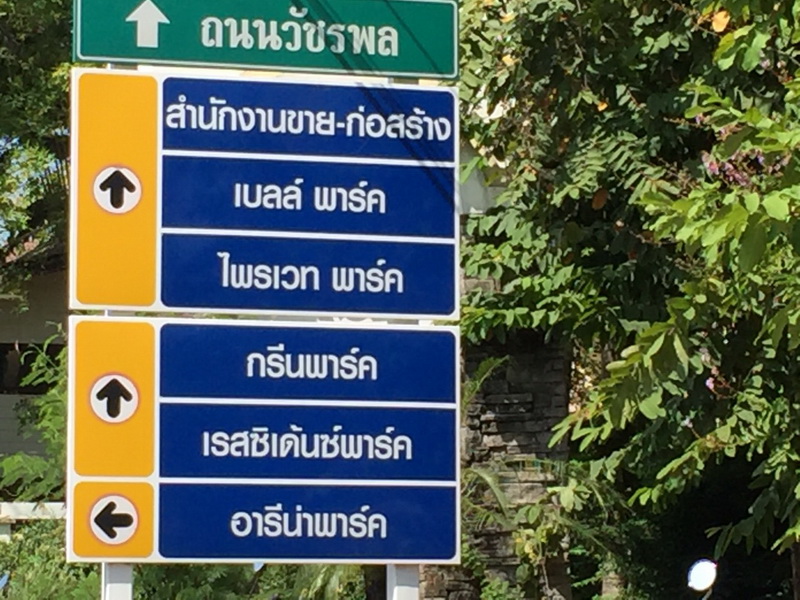 ถนนวัชรพล
สำนักงานขาย-ก่อสร้าง
เบลล์ พาร์ค
ไพรเวท พาร์ค
กรีนพาร์ค
เรสซิเด้นซ์พาร์ค
อารีน่าพาร์ค